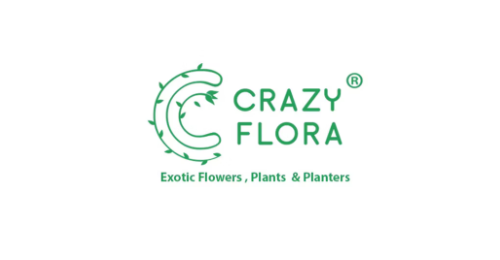 CRAZY ®
FLORA
Exotic Flowers , Plants & Planters